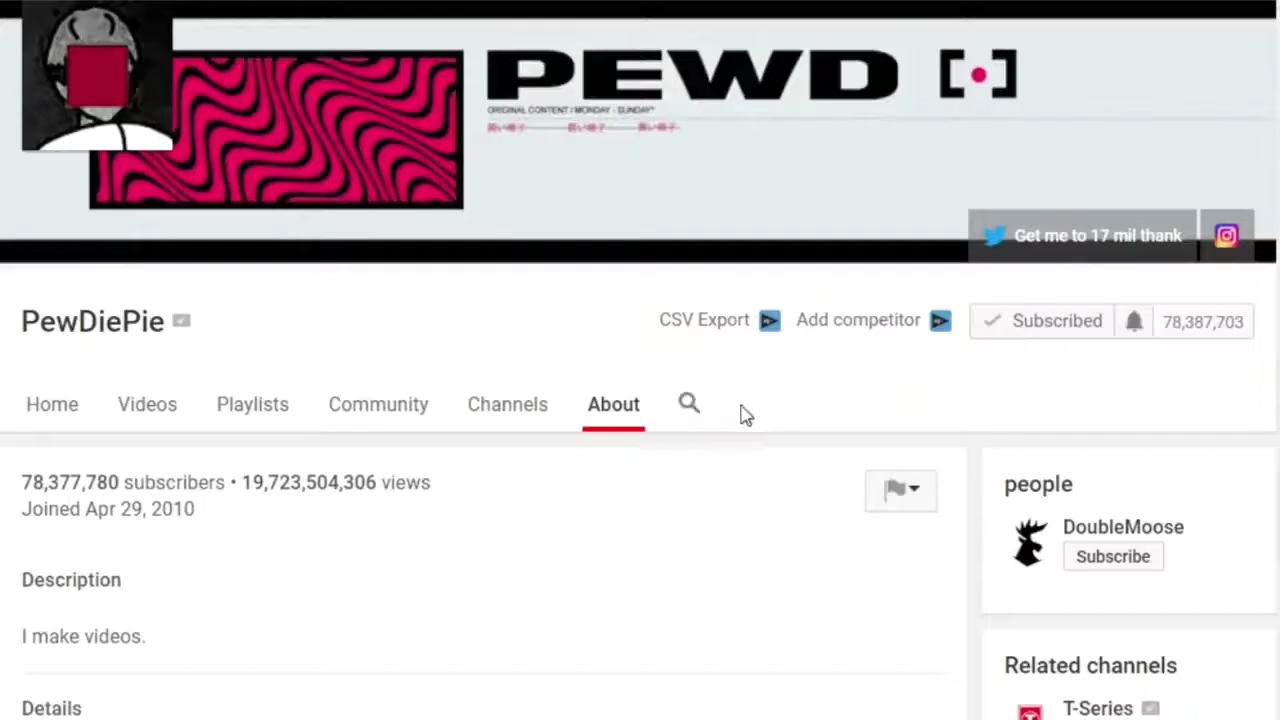 PEWD [•]
ORIGINAL CONTENT / MONDAY - SUNDAY
Get me to 17 mil thank
PewDiePie
CSV Export
Add competitor
Subscribed
78,387,703
Home
Videos
Playlists
Community
Channels
About
78,377,780 subscribers • 19,723,504,306 views
Joined Apr 29, 2010
Description
I make videos.
Details
people
DoubleMoose
Subscribe
Related channels
T-Series